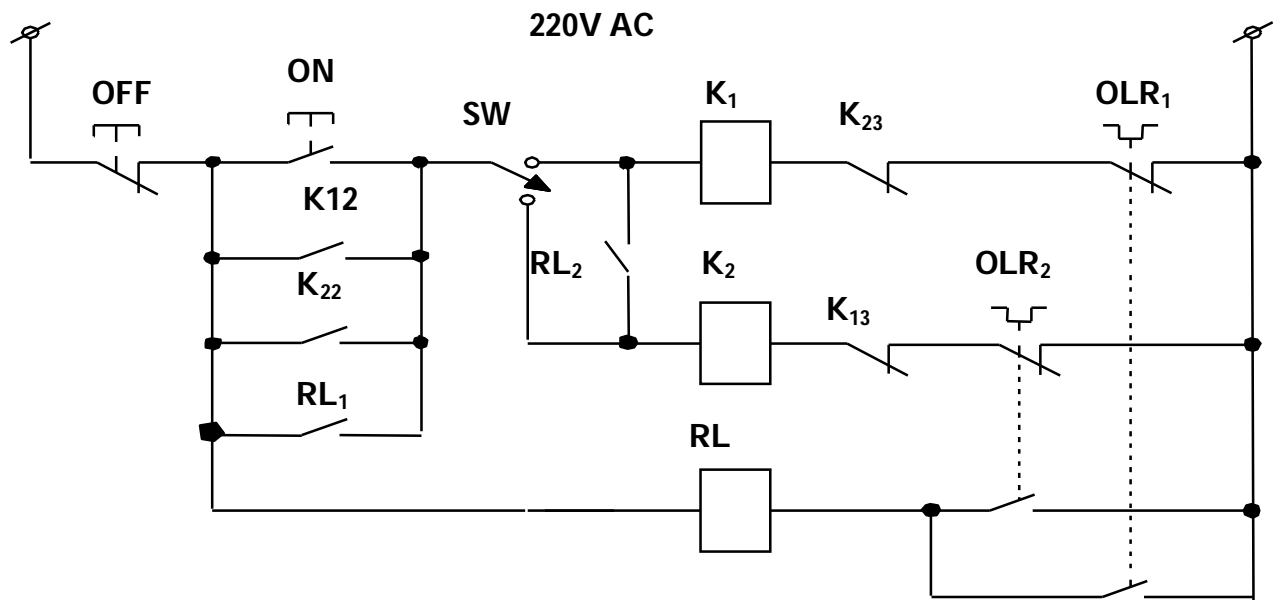 220V AC
ON
OFF
SW
K₁
K₂₃
OLR₁
K12
K₂₂
RL₂
K₂
OLR₂
K₁₃
RL₁
RL